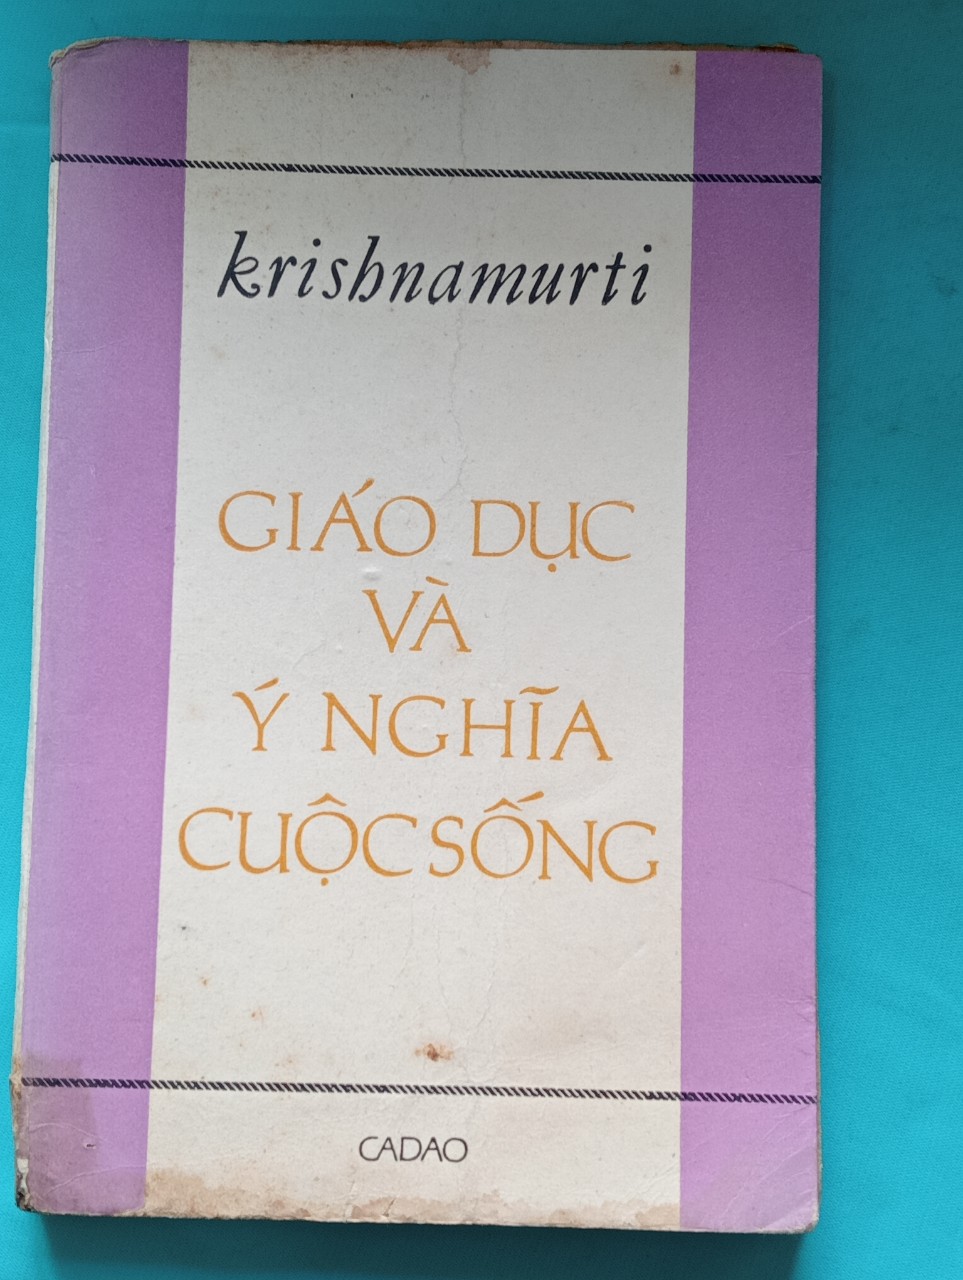 krishnamurti
GIÁO DỤC
VÀ
Ý NGHĨA
CUỘC SỐNG
CADAO